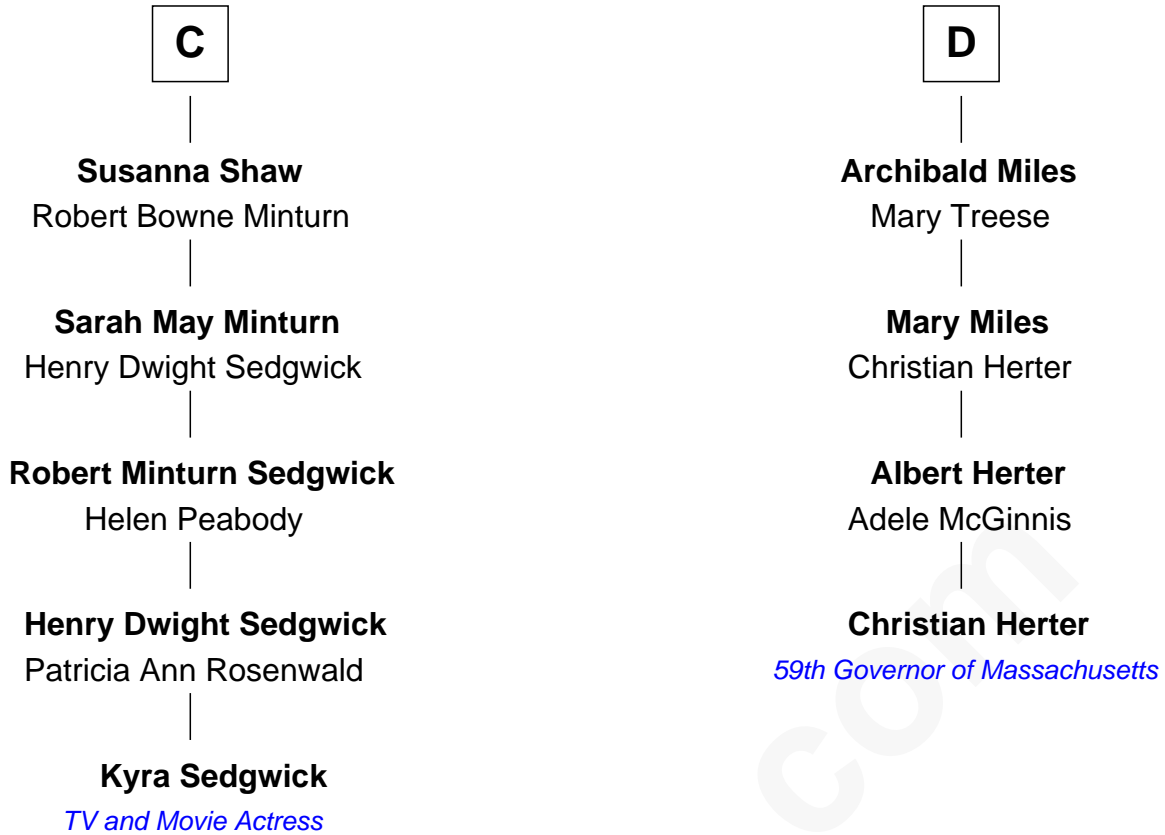 C
Susanna Shaw
Robert Bowne Minturn
Sarah May Minturn
Henry Dwight Sedgwick
Robert Minturn Sedgwick
Helen Peabody
Henry Dwight Sedgwick
Patricia Ann Rosenwald
Kyra Sedgwick
TV and Movie Actress
D
Archibald Miles
Mary Treese
Mary Miles
Christian Herter
Albert Herter
Adele McGinnis
Christian Herter
59th Governor of Massachusetts
com